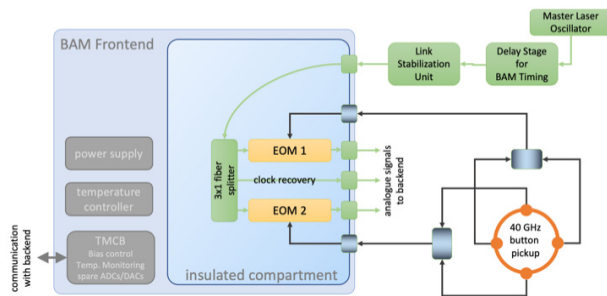 Master Laser
Oscillator
BAM Frontend
Link
Stabilization
Unit
Delay Stage
for
BAM Timing
power supply
temperature
controller
TMCB
Bias control
Temp. Monitoring
spare ADCs/DACs
communication
with backend
3x1 fiber
splitter
EOM 1
clock recovery
EOM 2
analogue signals
to backend
insulated compartment
40 GHz
button
pickup